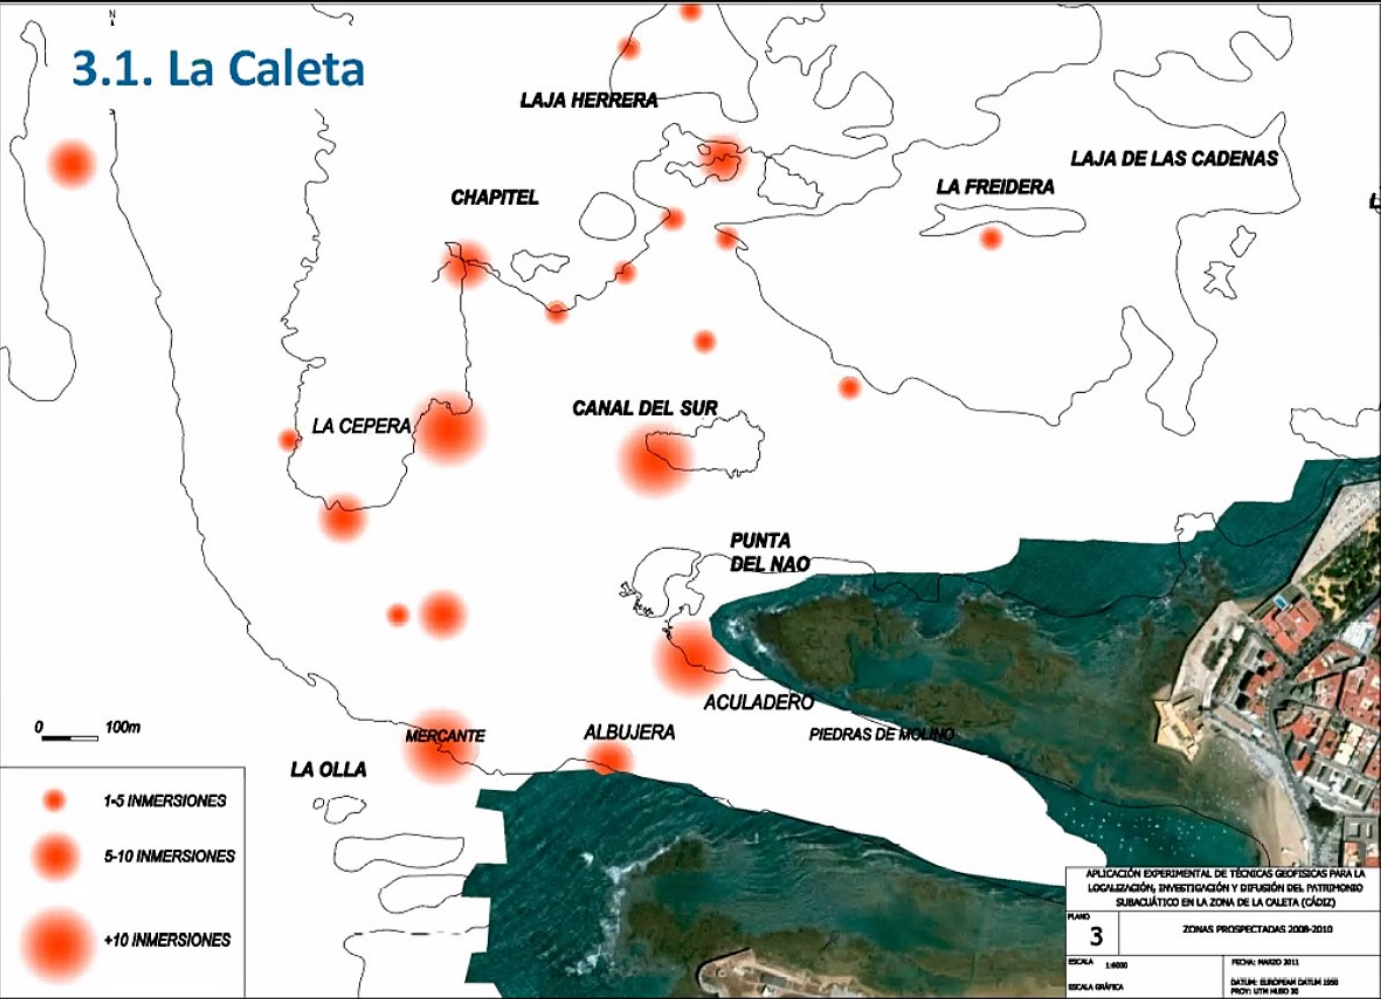 N
3.1. La Caleta
LAJA HERRERA
LAJA DE LAS CADENAS
LA FREIDERA
CHAPITEL
CANAL DEL SUR
LA CEPERA
PUNTA
DEL NAO
ACULADERO
PIEDRAS DE MOLINO
ALBUJERA
MERCANTE
LA OLLA
0 100m
1-5 INMERSIONES
5-10 INMERSIONES
+10 INMERSIONES
APLICACIÓN EXPERIMENTAL DE TÉCNICAS GEOFISICAS PARA LA
LOCALIZACIÓN, INVESTIGACIÓN Y DIFUSIÓN DEL PATRIMONIO
SUBACUÁTICO EN LA ZONA DE LA CALETA (CÁDIZ)
PLANO
3
ZONAS PROSPECTADAS 2008-2010
ESCALA 1:6000
ESCALA GRÁFICA
FECHA: MARZO 2011
DATUM: EUROPEAN DATUM 1950
PROY: UTM HUSO 30